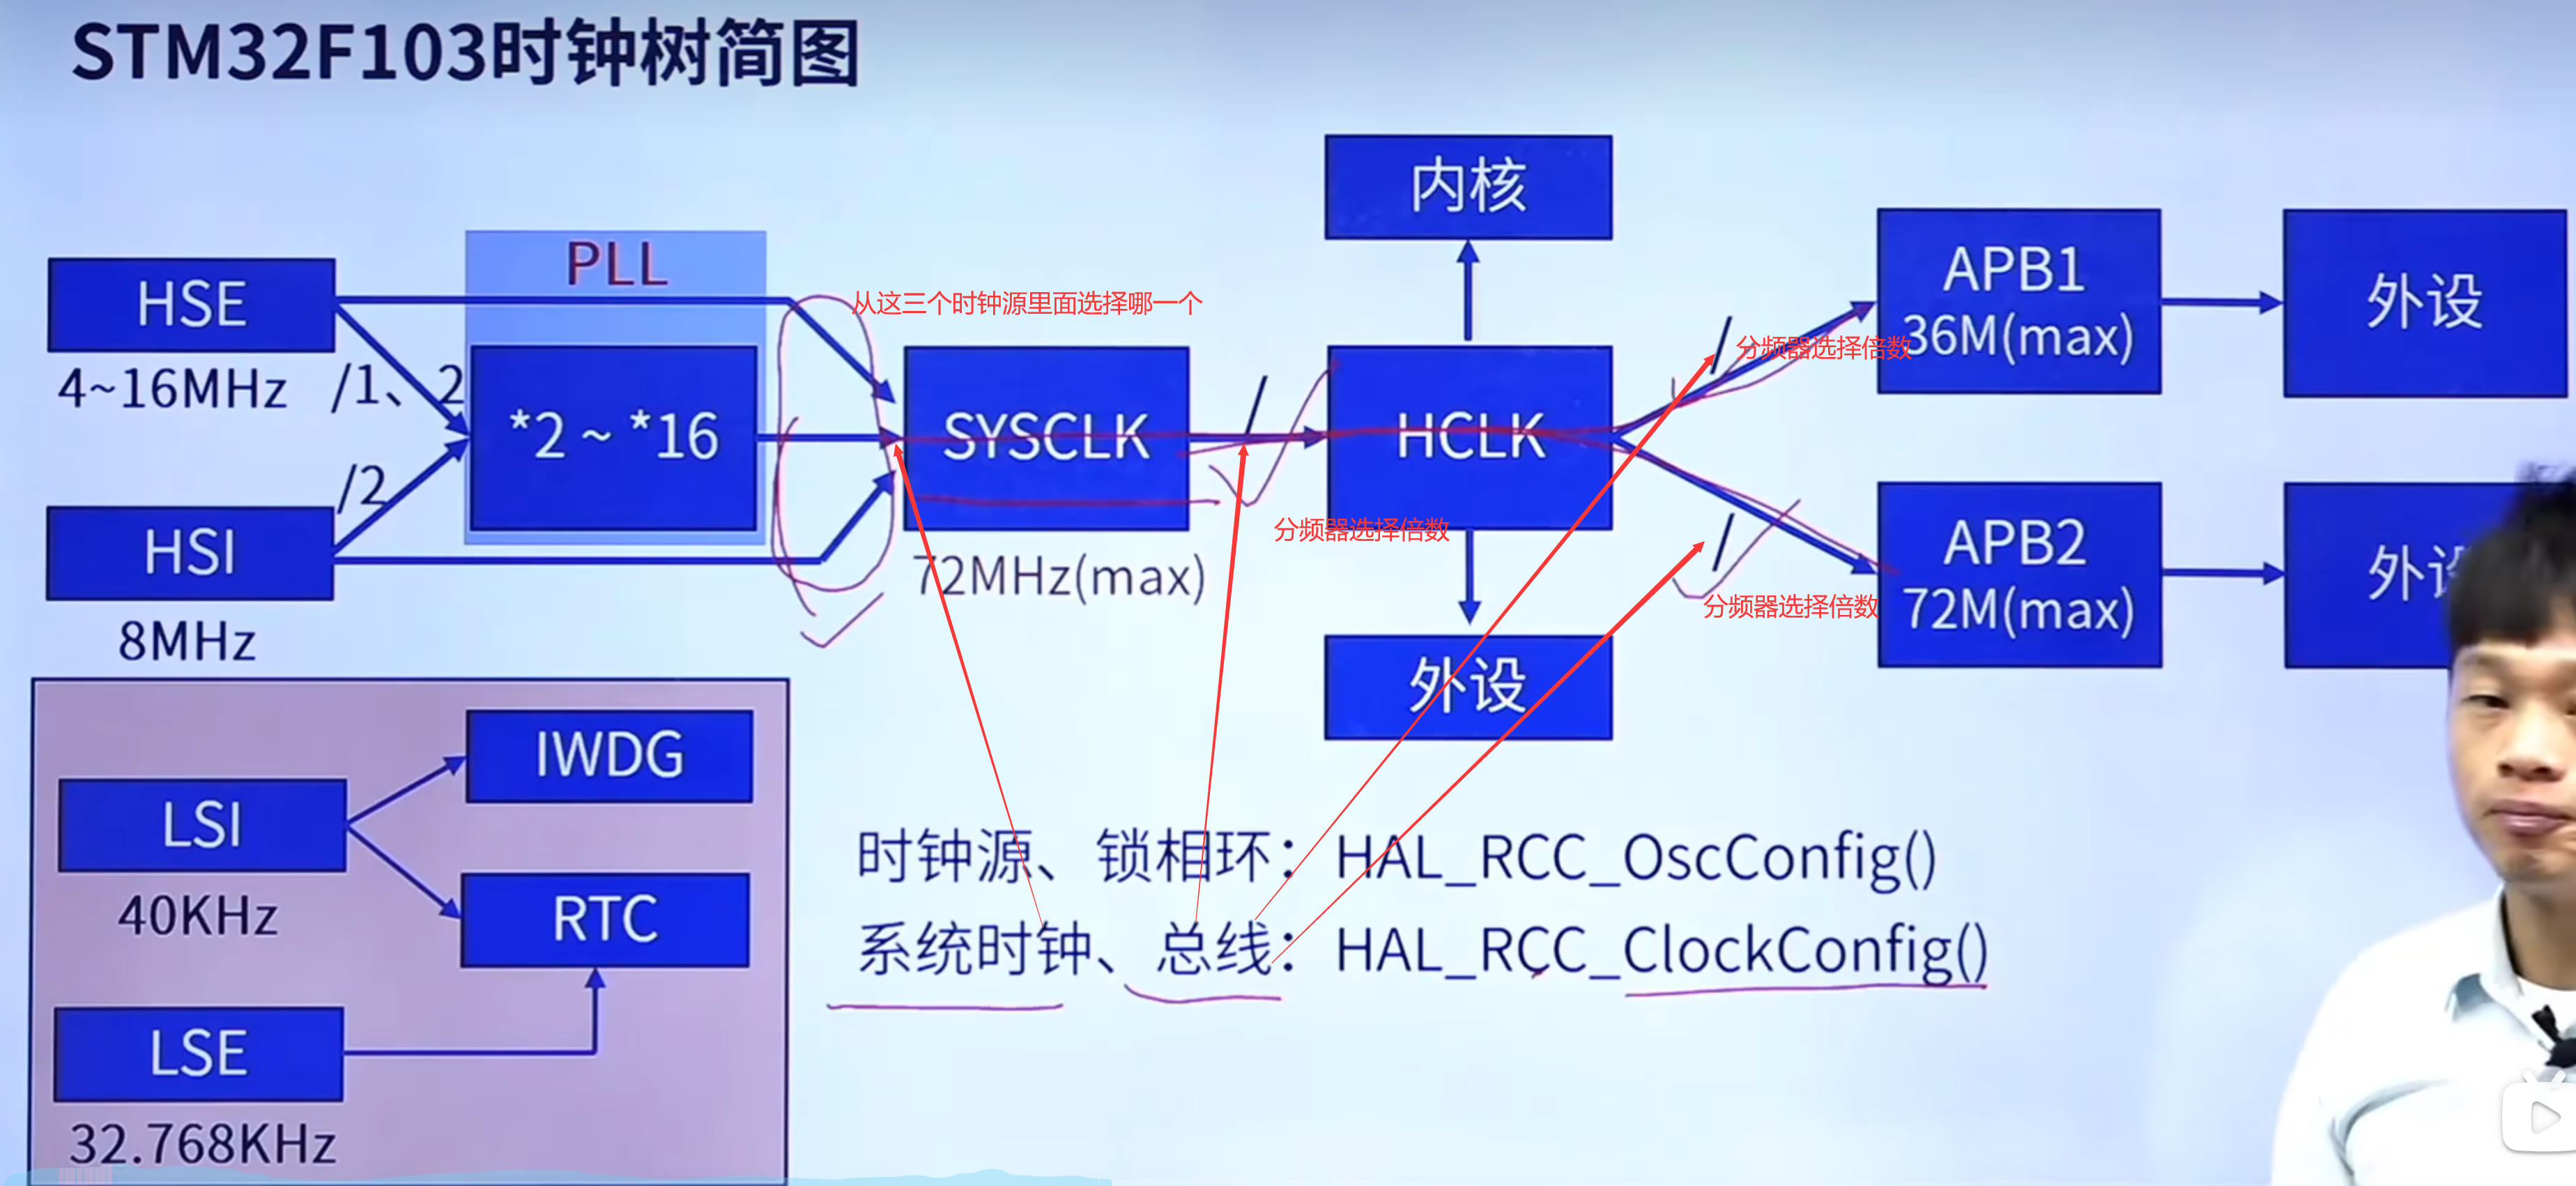 STM32F103时钟树简图
内核
PLL
HSE
4~16MHz
/1、2
*2 ~ *16
HSI
/2
8MHz
从这三个时钟源里面选择哪一个
SYSCLK
72MHz(max)
/
分频器选择倍数
HCLK
外设
/
分频器选择倍数
APB1
36M(max)
外设
/
分频器选择倍数
APB2
72M(max)
外设
LSI
40KHz
IWDG
RTC
LSE
32.768KHz
时钟源、锁相环：HAL_RCC_OscConfig()
系统时钟、总线：HAL_RCC_ClockConfig()